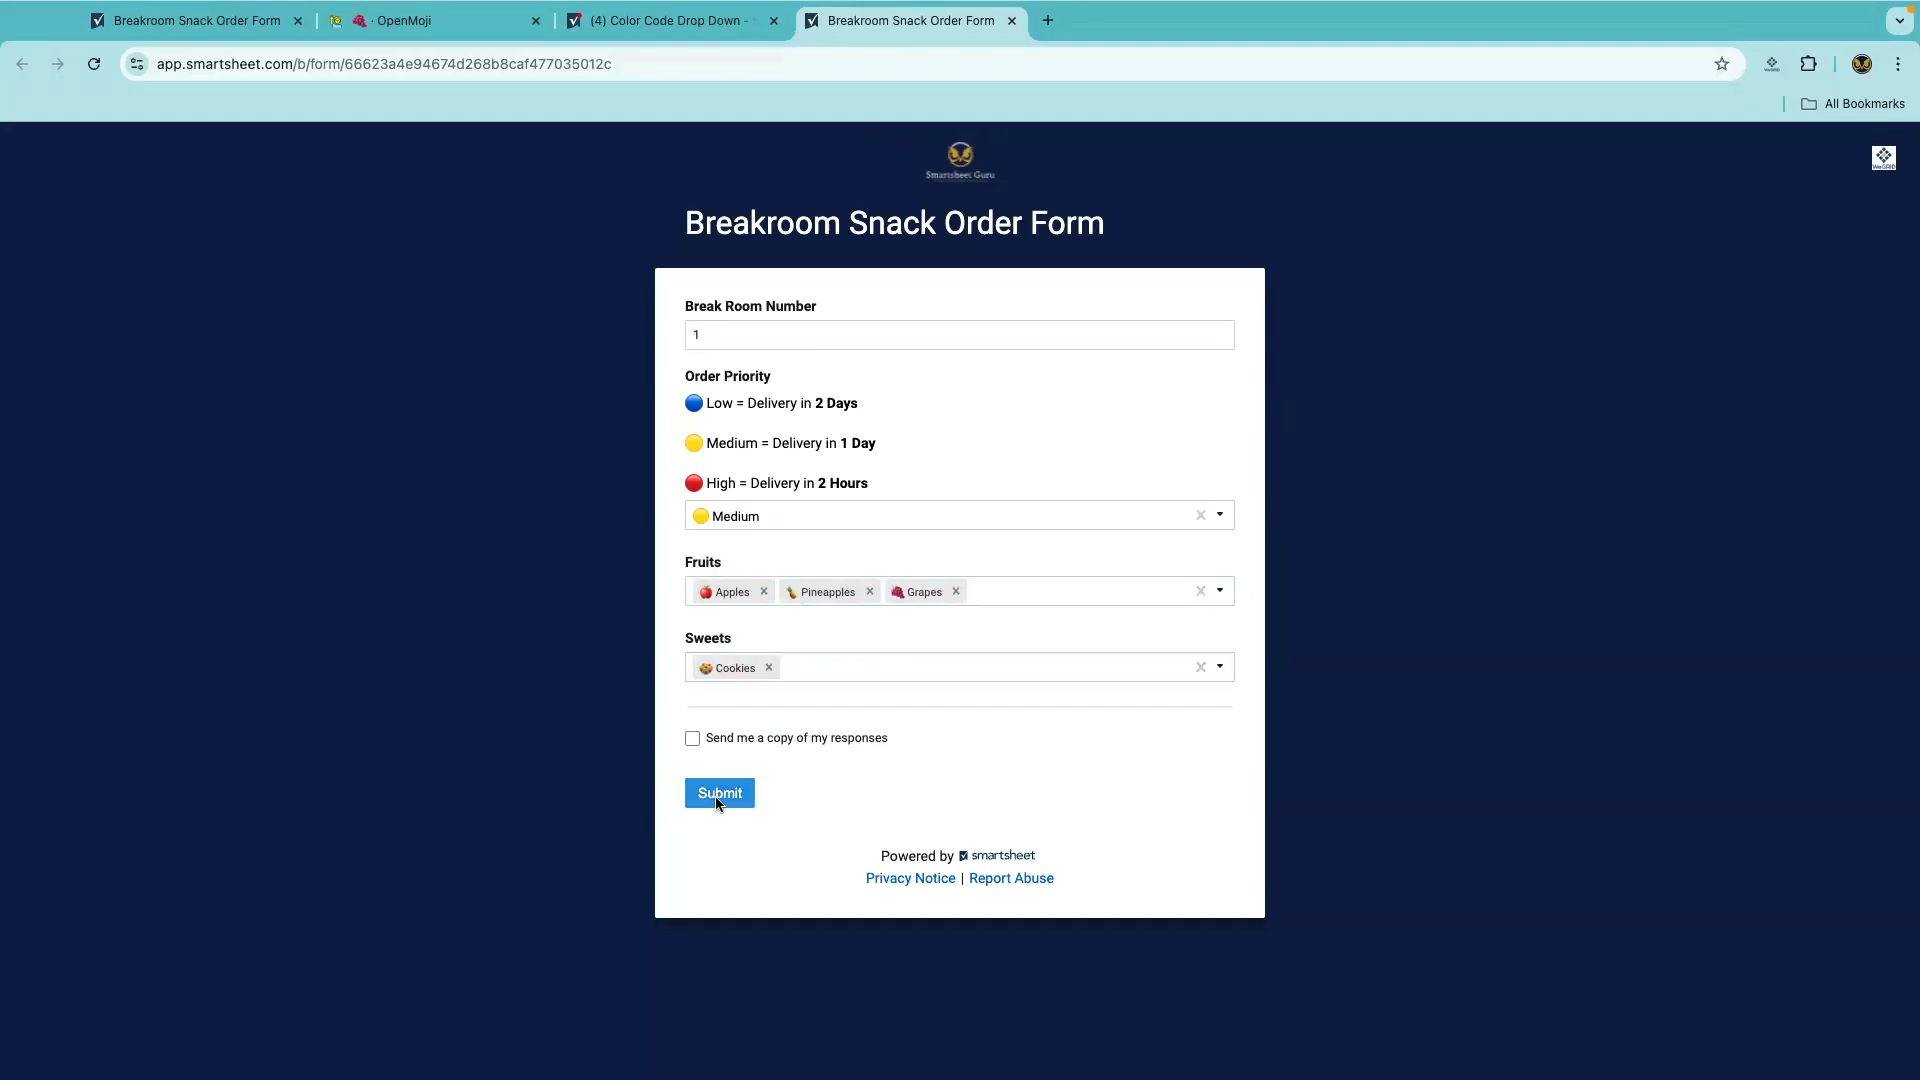 Breakroom Snack Order Form
· OpenMoji
(4) Color Code Drop Down -
Breakroom Snack Order Form
app.smartsheet.com/b/form/66623a4e94674d268b8caf477035012c
All Bookmarks
Smartsheet Guru
Breakroom Snack Order Form
Break Room Number
1
Order Priority
Low = Delivery in 2 Days
Medium = Delivery in 1 Day
High = Delivery in 2 Hours
Medium
Fruits
Apples Pineapples Grapes
Sweets
Cookies
Send me a copy of my responses
Submit
Powered by smartsheet
Privacy Notice | Report Abuse